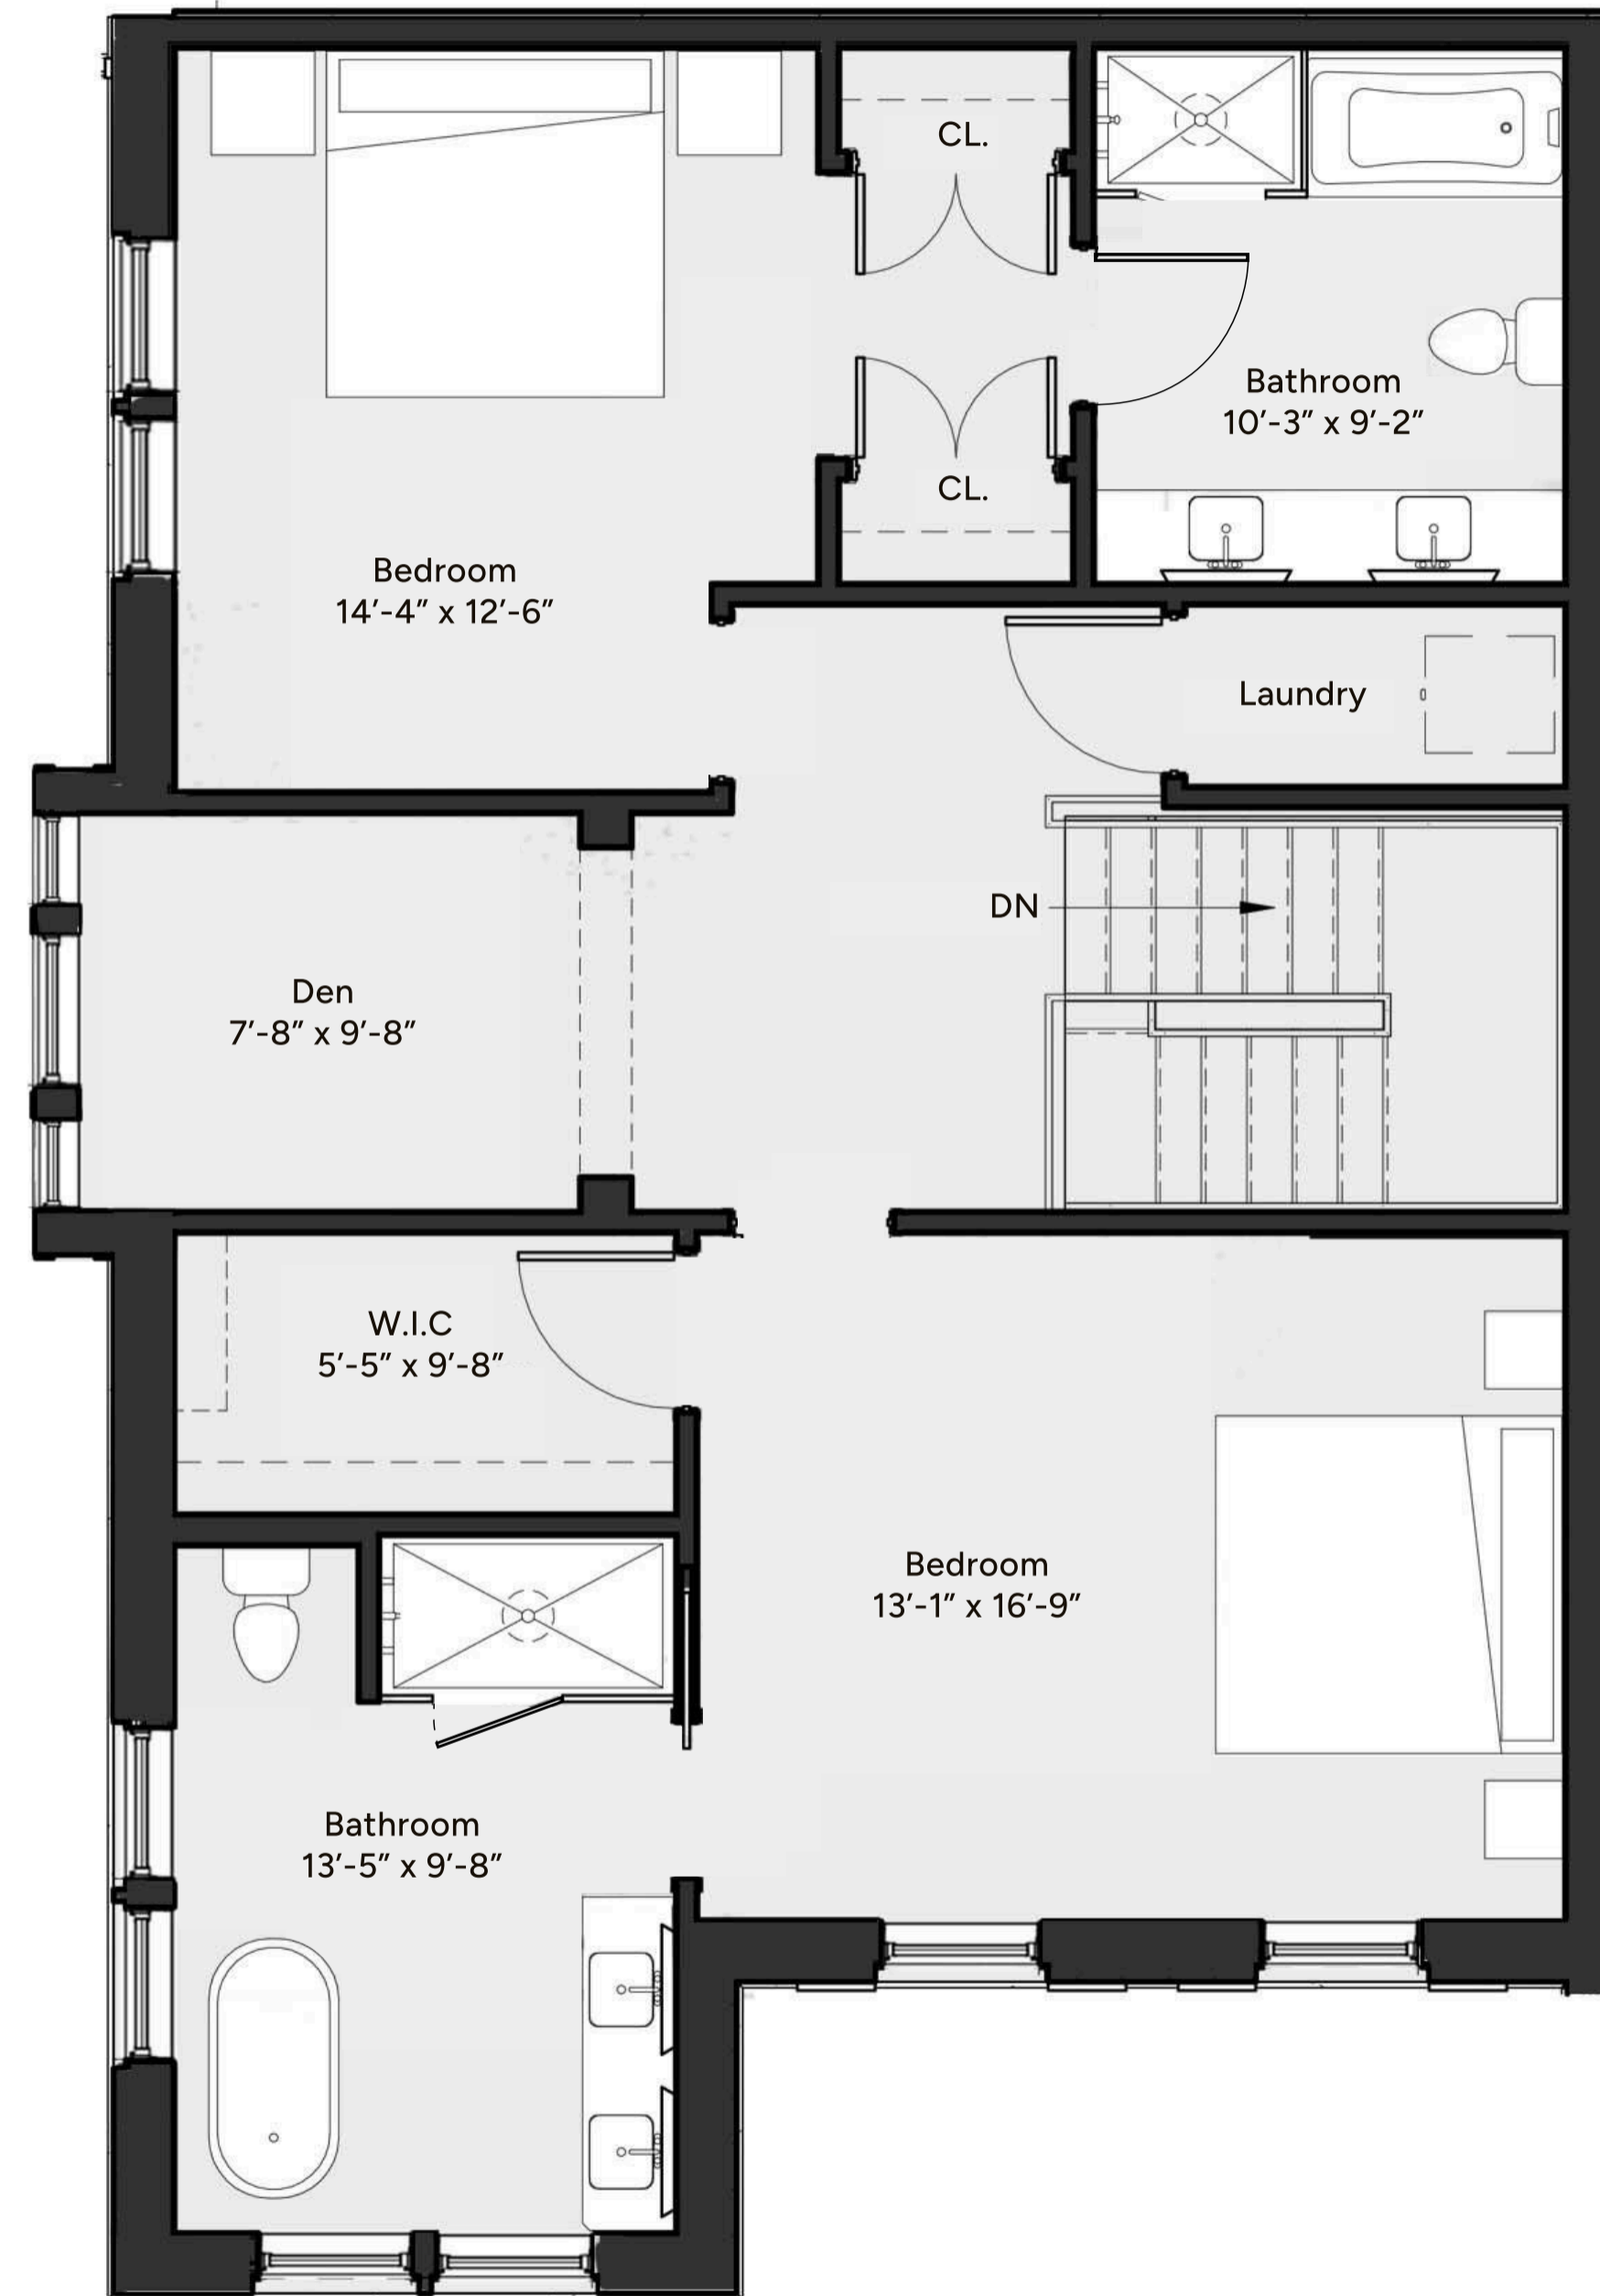 CL.
CL.
Bathroom
10′-3″ x 9′-2″
Bedroom
14′-4″ x 12′-6″
Laundry
DN
Den
7′-8″ x 9′-8″
W.I.C
5′-5″ x 9′-8″
Bedroom
13′-1″ x 16′-9″
Bathroom
13′-5″ x 9′-8″